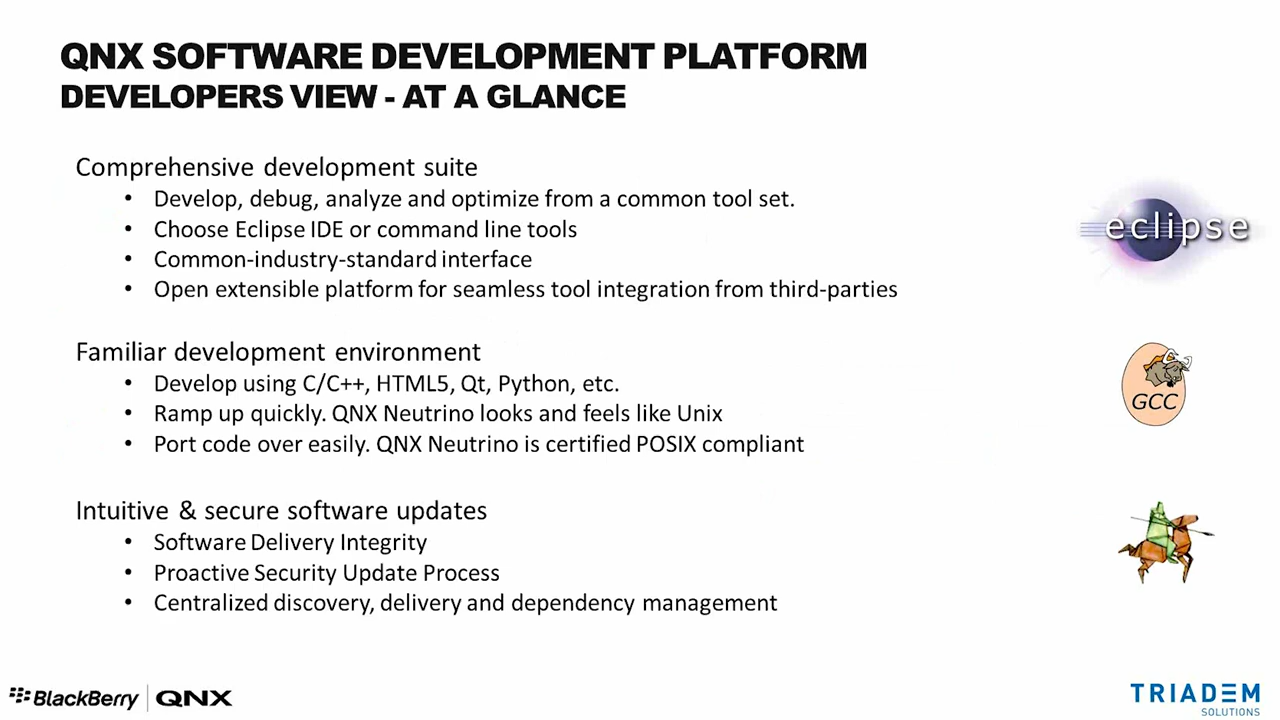 QNX SOFTWARE DEVELOPMENT PLATFORM
DEVELOPERS VIEW - AT A GLANCE
Comprehensive development suite
• Develop, debug, analyze and optimize from a common tool set.
• Choose Eclipse IDE or command line tools
• Common-industry-standard interface
• Open extensible platform for seamless tool integration from third-parties
eclipse
Familiar development environment
• Develop using C/C++, HTML5, Qt, Python, etc.
• Ramp up quickly. QNX Neutrino looks and feels like Unix
• Port code over easily. QNX Neutrino is certified POSIX compliant
GCC
Intuitive & secure software updates
• Software Delivery Integrity
• Proactive Security Update Process
• Centralized discovery, delivery and dependency management
BlackBerry | QNX
TRIADEM
SOLUTIONS